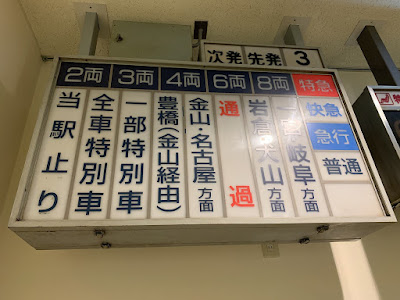 次発 先発 3
2両 3両 4両 6両 8両 特急
当駅止り
全車特別車
一部特別車
豊橋(金山経由)
金山・名古屋方面
通過
岩倉・犬山方面
一宮・岐阜方面
快急
急行
普通